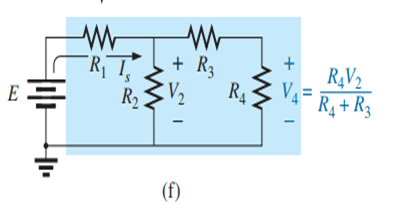 E
R₁ Iₛ
R₂
+ V₂ −
R₃
R₄
+ V₄ − = R₄V₂ / R₄ + R₃
(f)